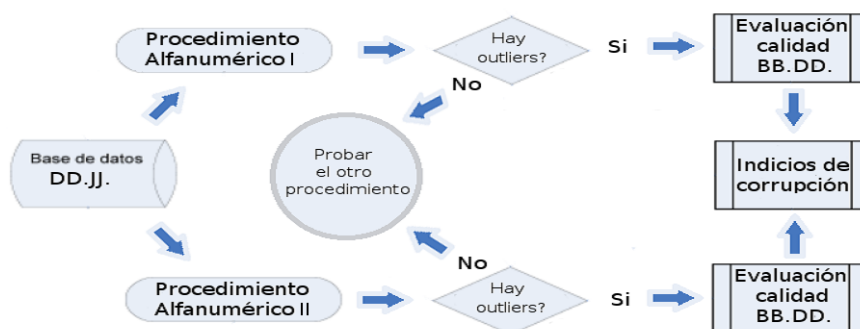 Procedimiento
Alfanumérico I
Hay
outliers?
Si
Evaluación
calidad
BB.DD.
No
Base de datos
DD.JJ.
Probar
el otro
procedimiento
Indicios de
corrupción
No
Procedimiento
Alfanumérico II
Hay
outliers?
Si
Evaluación
calidad
BB.DD.